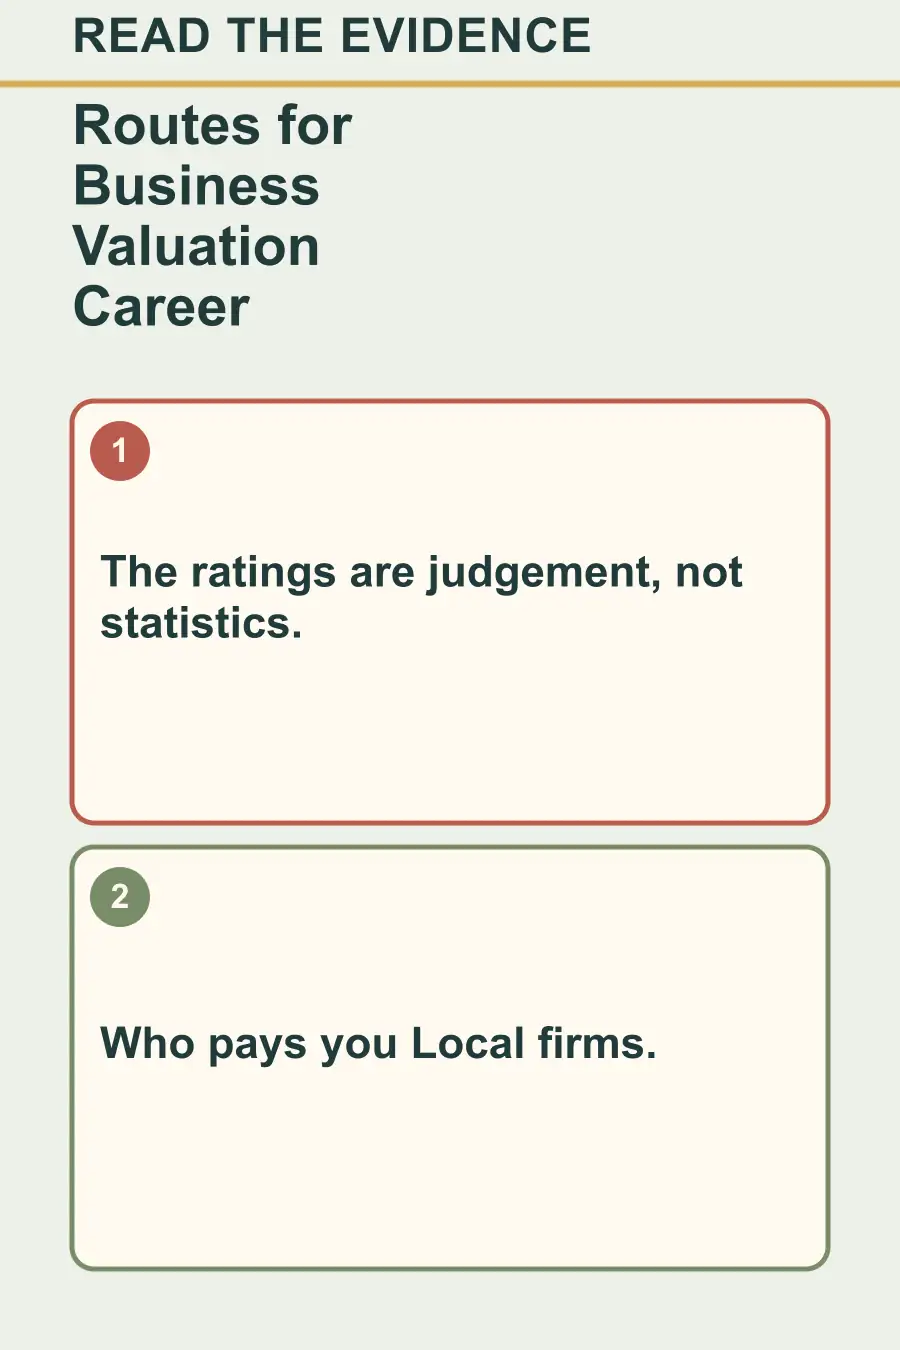 READ THE EVIDENCE
Routes for
Business
Valuation
Career
1
The ratings are judgement, not
statistics.
2
Who pays you Local firms.